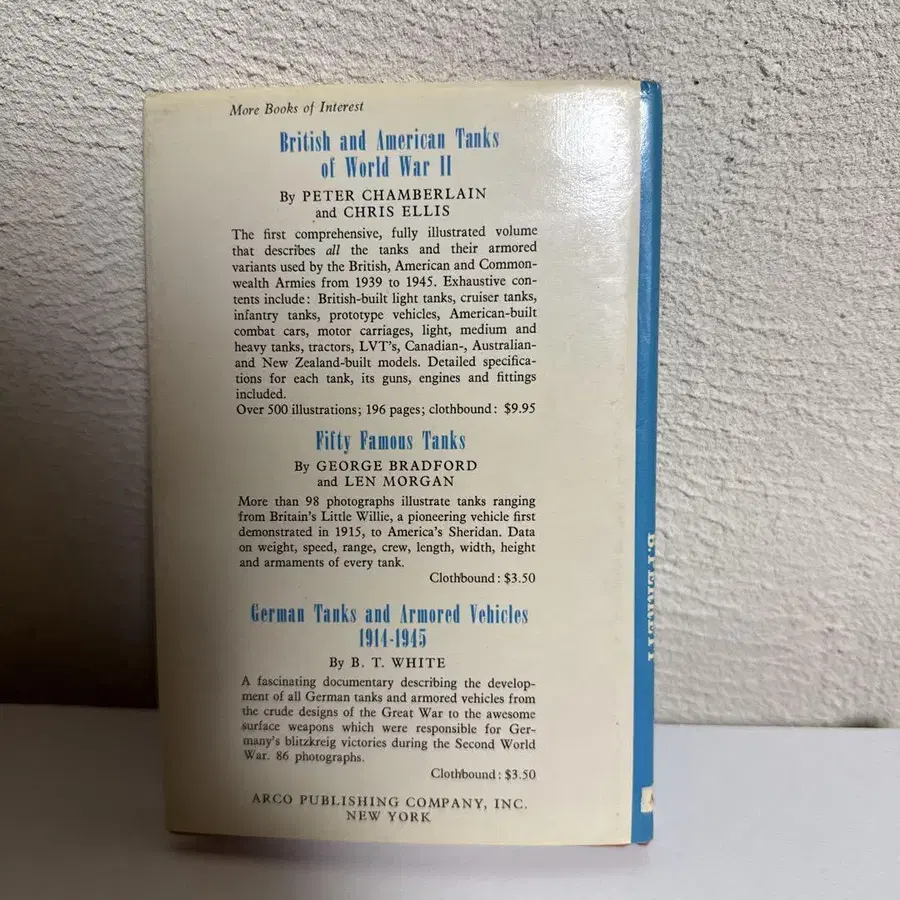 More Books of Interest
British and American Tanks
of World War II
By PETER CHAMBERLAIN
and CHRIS ELLIS
The first comprehensive, fully illustrated volume
that describes all the tanks and their armored
variants used by the British, American and Common-
wealth Armies from 1939 to 1945. Exhaustive con-
tents include: British-built light tanks, cruiser tanks,
infantry tanks, prototype vehicles, American-built
combat cars, motor carriages, light, medium and
heavy tanks, tractors, LVT's, Canadian-, Australian-
and New Zealand-built models. Detailed specifica-
tions for each tank, its guns, engines and fittings
included.
Over 500 illustrations; 196 pages; clothbound: $9.95
Fifty Famous Tanks
By GEORGE BRADFORD
and LEN MORGAN
More than 98 photographs illustrate tanks ranging
from Britain's Little Willie, a pioneering vehicle first
demonstrated in 1915, to America's Sheridan. Data
on weight, speed, range, crew, length, width, height
and armaments of every tank.
Clothbound: $3.50
German Tanks and Armored Vehicles
1914-1945
By B. T. WHITE
A fascinating documentary describing the develop-
ment of all German tanks and armored vehicles from
the crude designs of the Great War to the awesome
surface weapons which were responsible for Ger-
many's blitzkreig victories during the Second World
War. 86 photographs.
Clothbound: $3.50
ARCO PUBLISHING COMPANY, INC.
NEW YORK